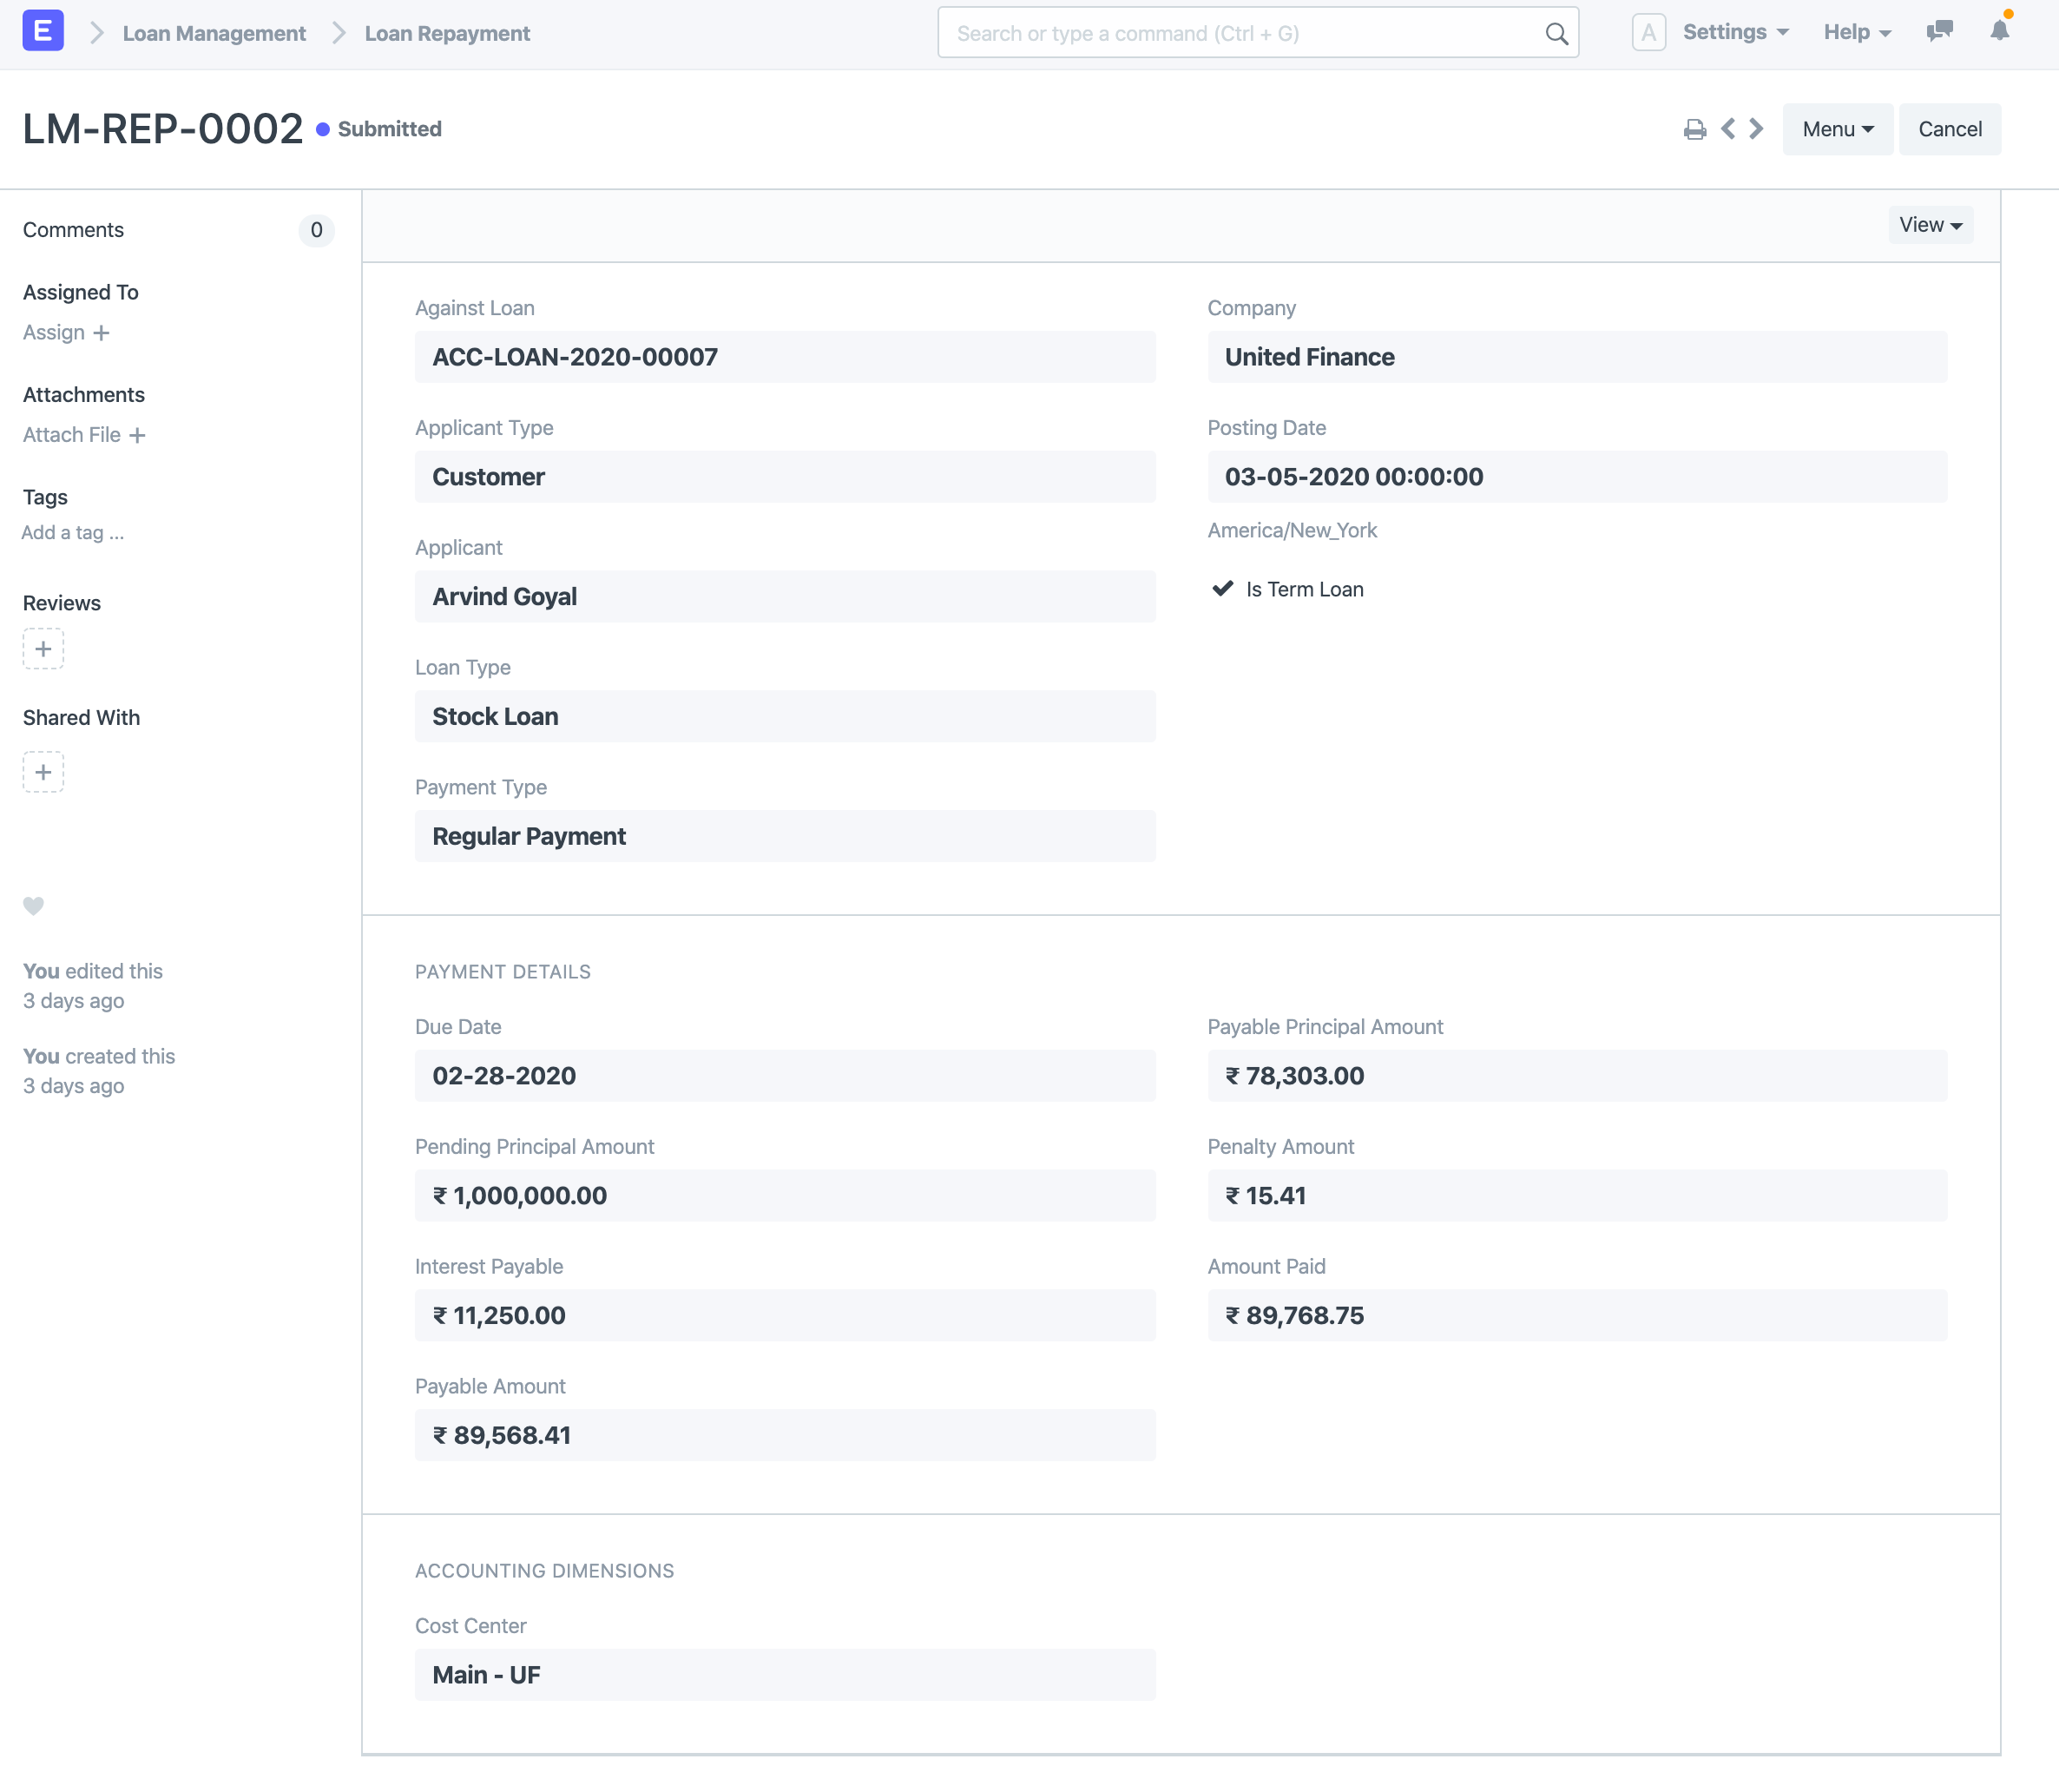 E Loan Management Loan Repayment Search or type a command (Ctrl + G) A Settings Help
LM-REP-0002 Submitted Menu Cancel
Comments 0
Assigned To
Assign +
Attachments
Attach File +
Tags
Add a tag ...
Reviews
+
Shared With
+
You edited this
3 days ago
You created this
3 days ago
View
Against Loan
ACC-LOAN-2020-00007
Applicant Type
Customer
Applicant
Arvind Goyal
Loan Type
Stock Loan
Payment Type
Regular Payment
Company
United Finance
Posting Date
03-05-2020 00:00:00
America/New_York
Is Term Loan
PAYMENT DETAILS
Due Date
02-28-2020
Pending Principal Amount
₹ 1,000,000.00
Interest Payable
₹ 11,250.00
Payable Amount
₹ 89,568.41
Payable Principal Amount
₹ 78,303.00
Penalty Amount
₹ 15.41
Amount Paid
₹ 89,768.75
ACCOUNTING DIMENSIONS
Cost Center
Main - UF